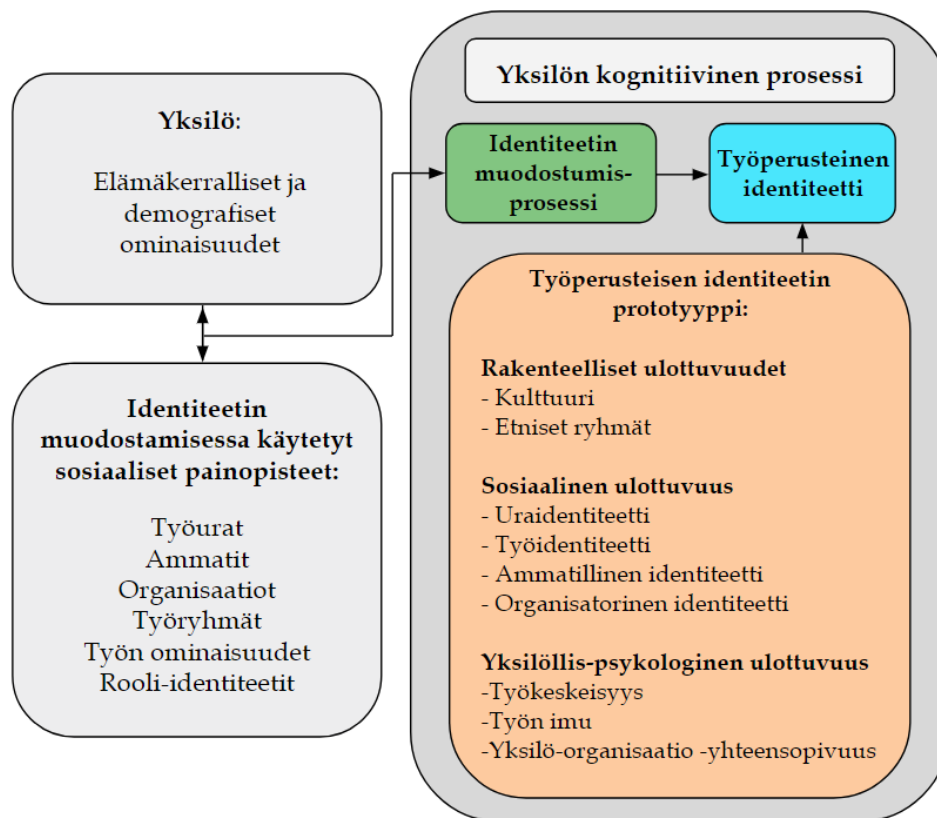 Yksilö:
Elämäkerralliset ja
demografiset
ominaisuudet
Identiteetin
muodostamisessa käytetyt
sosiaaliset painopisteet:
Työurat
Ammatit
Organisaatiot
Työryhmät
Työn ominaisuudet
Rooli-identiteetit
Yksilön kognitiivinen prosessi
Identiteetin
muodostumis-
prosessi
Työperusteinen
identiteetti
Työperusteisen identiteetin
prototyyppi:
Rakenteelliset ulottuvuudet
- Kulttuuri
- Etniset ryhmät
Sosiaalinen ulottuvuus
- Uraidentiteetti
- Työidentiteetti
- Ammatillinen identiteetti
- Organisatorinen identiteetti
Yksilöllis-psykologinen ulottuvuus
-Työkeskeisyys
-Työn imu
-Yksilö-organisaatio -yhteensopivuus